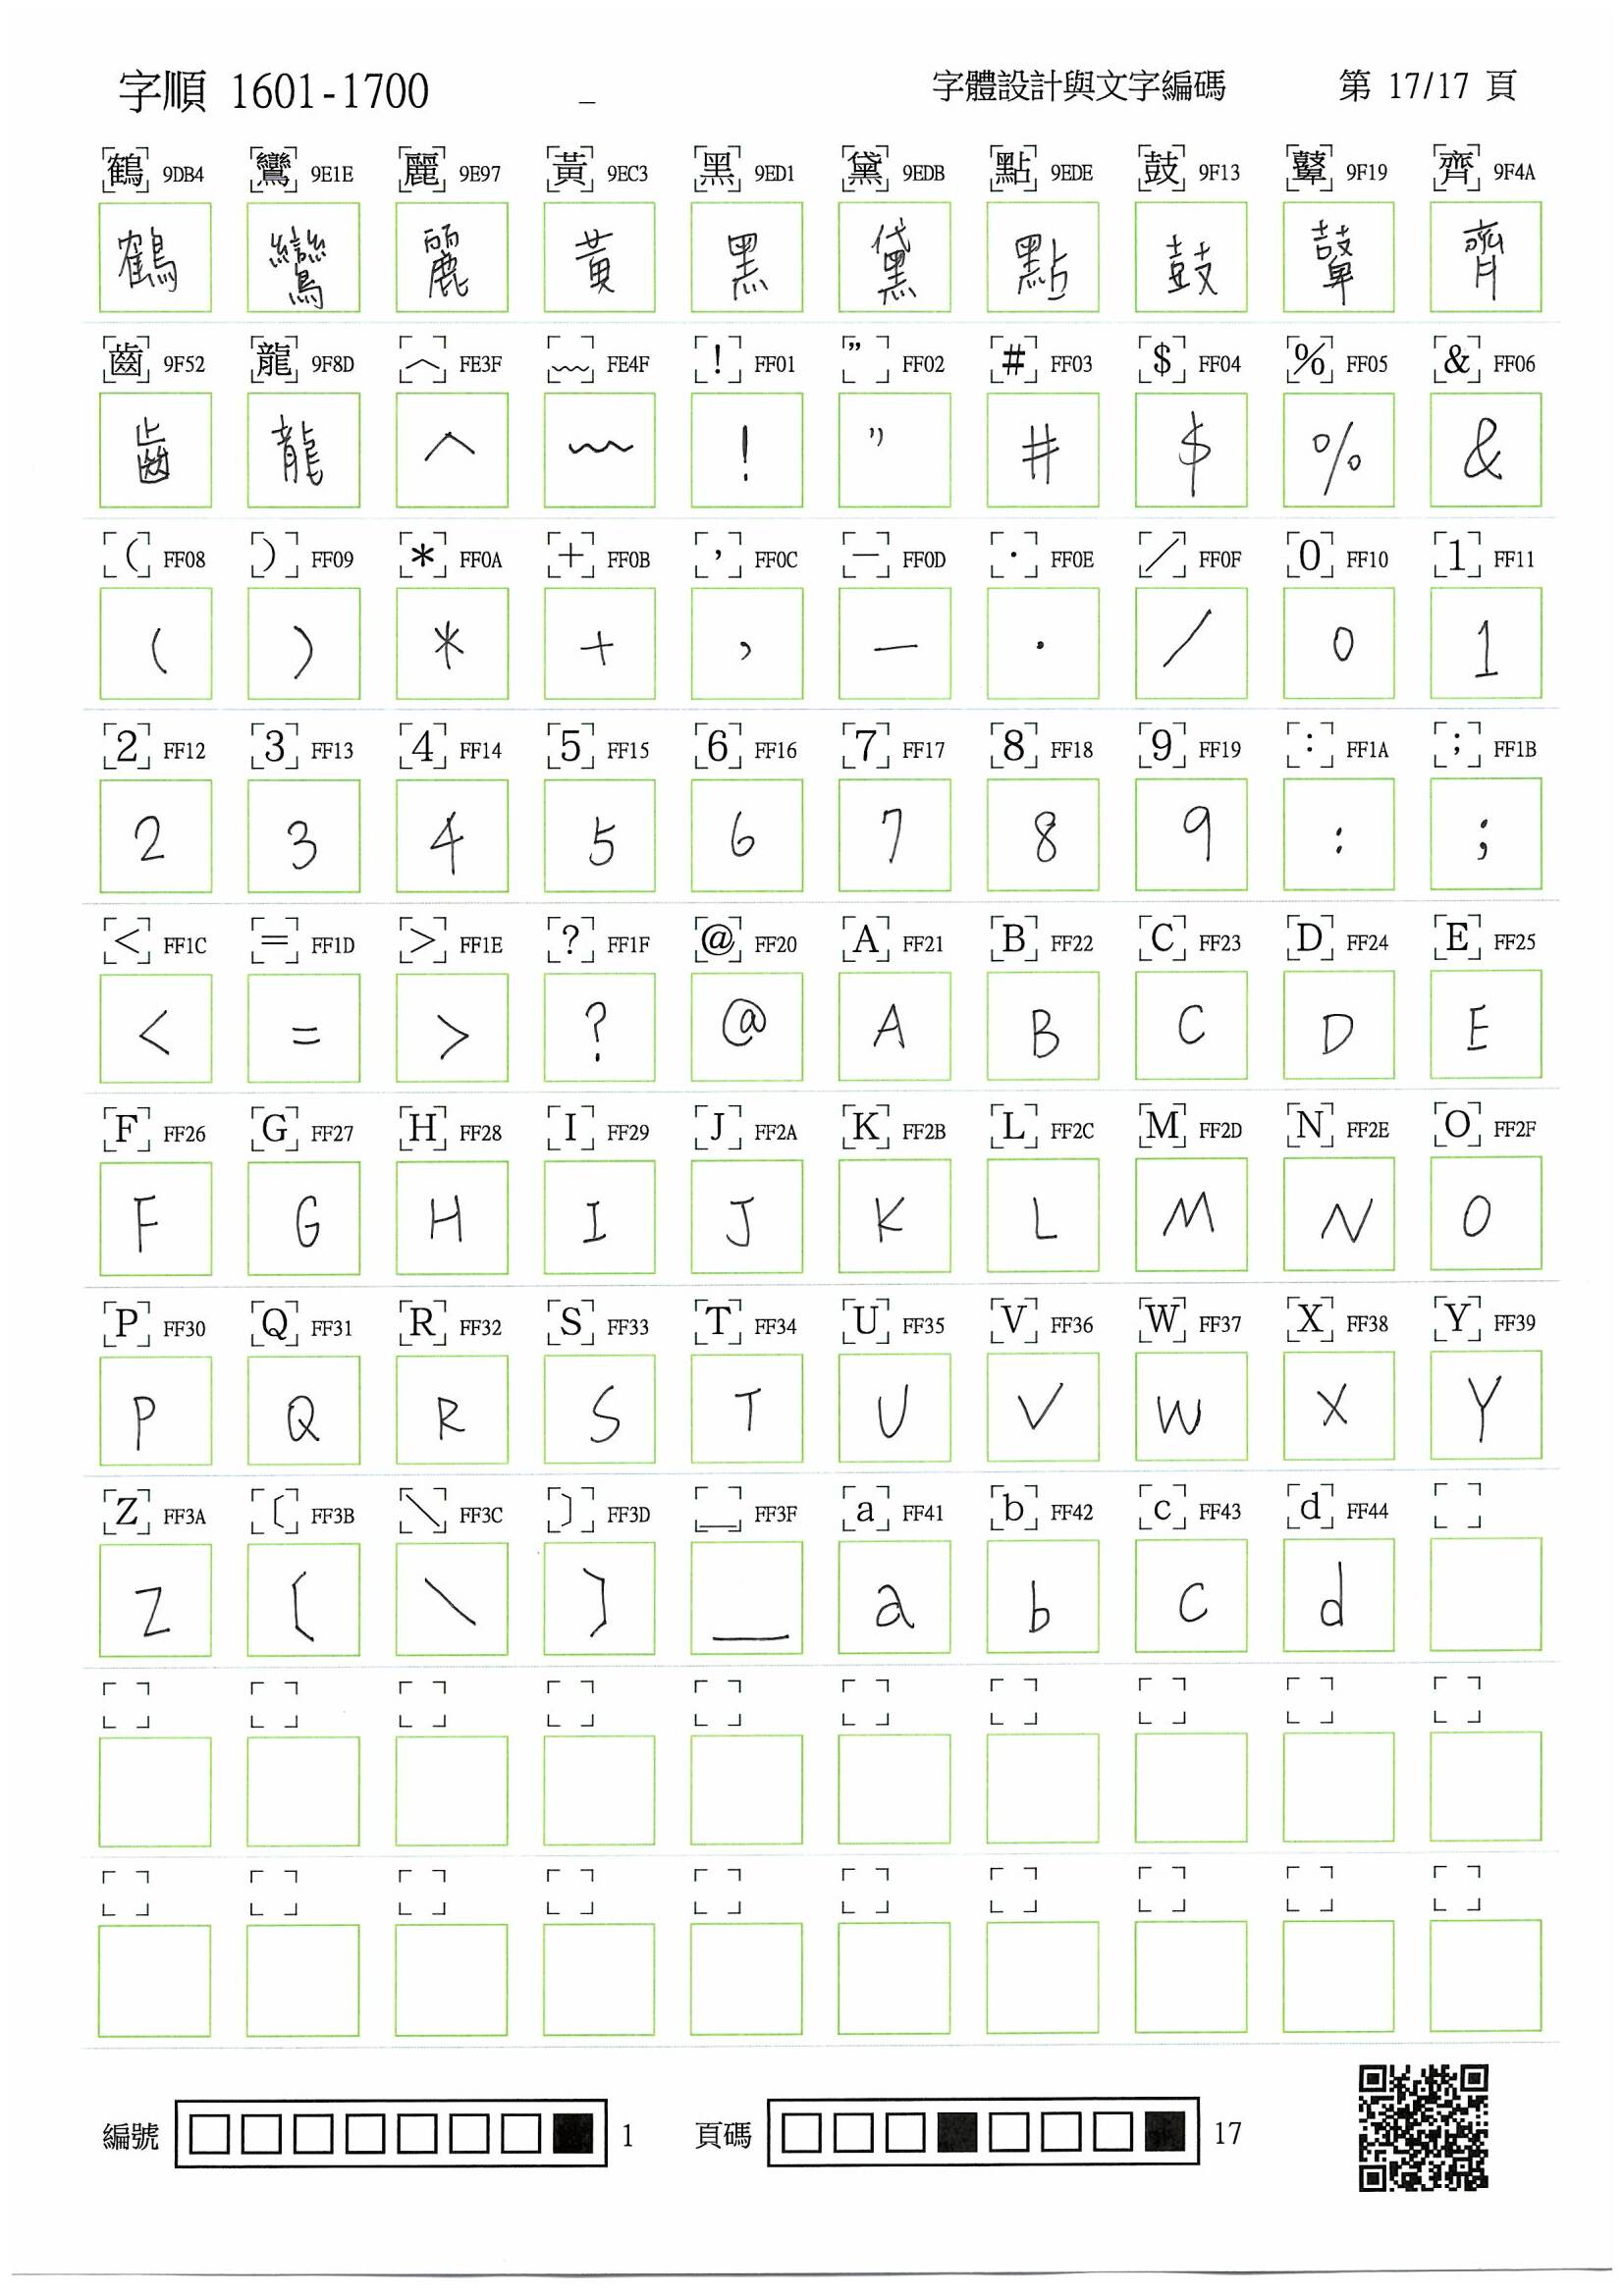 字順 1601-1700 _ 字體設計與文字編碼 第 17/17 頁
鶴 9DB4 鸞 9E1E 麗 9E97 黃 9EC3 黑 9ED1 黛 9EDB 點 9EDE 鼓 9F13 鼙 9F19 齊 9F4A
鶴 鸞 麗 黃 黑 黛 點 鼓 鼙 齊
齒 9F52 龍 9F8D ︿ FE3F ﹏ FE4F ! FF01 ” FF02 # FF03 $ FF04 % FF05 & FF06
齒 龍 ︿ ﹏ ! ” # $ % &
( FF08 ) FF09 * FF0A + FF0B , FF0C － FF0D . FF0E / FF0F 0 FF10 1 FF11
( ) * + , － . / 0 1
2 FF12 3 FF13 4 FF14 5 FF15 6 FF16 7 FF17 8 FF18 9 FF19 : FF1A ; FF1B
2 3 4 5 6 7 8 9 : ;
< FF1C = FF1D > FF1E ? FF1F @ FF20 A FF21 B FF22 C FF23 D FF24 E FF25
< = > ? @ A B C D E
F FF26 G FF27 H FF28 I FF29 J FF2A K FF2B L FF2C M FF2D N FF2E O FF2F
F G H I J K L M N O
P FF30 Q FF31 R FF32 S FF33 T FF34 U FF35 V FF36 W FF37 X FF38 Y FF39
P Q R S T U V W X Y
Z FF3A 〔 FF3B \ FF3C 〕 FF3D _ FF3F a FF41 b FF42 c FF43 d FF44
Z 〔 \ 〕 _ a b c d
編號 1 頁碼 17